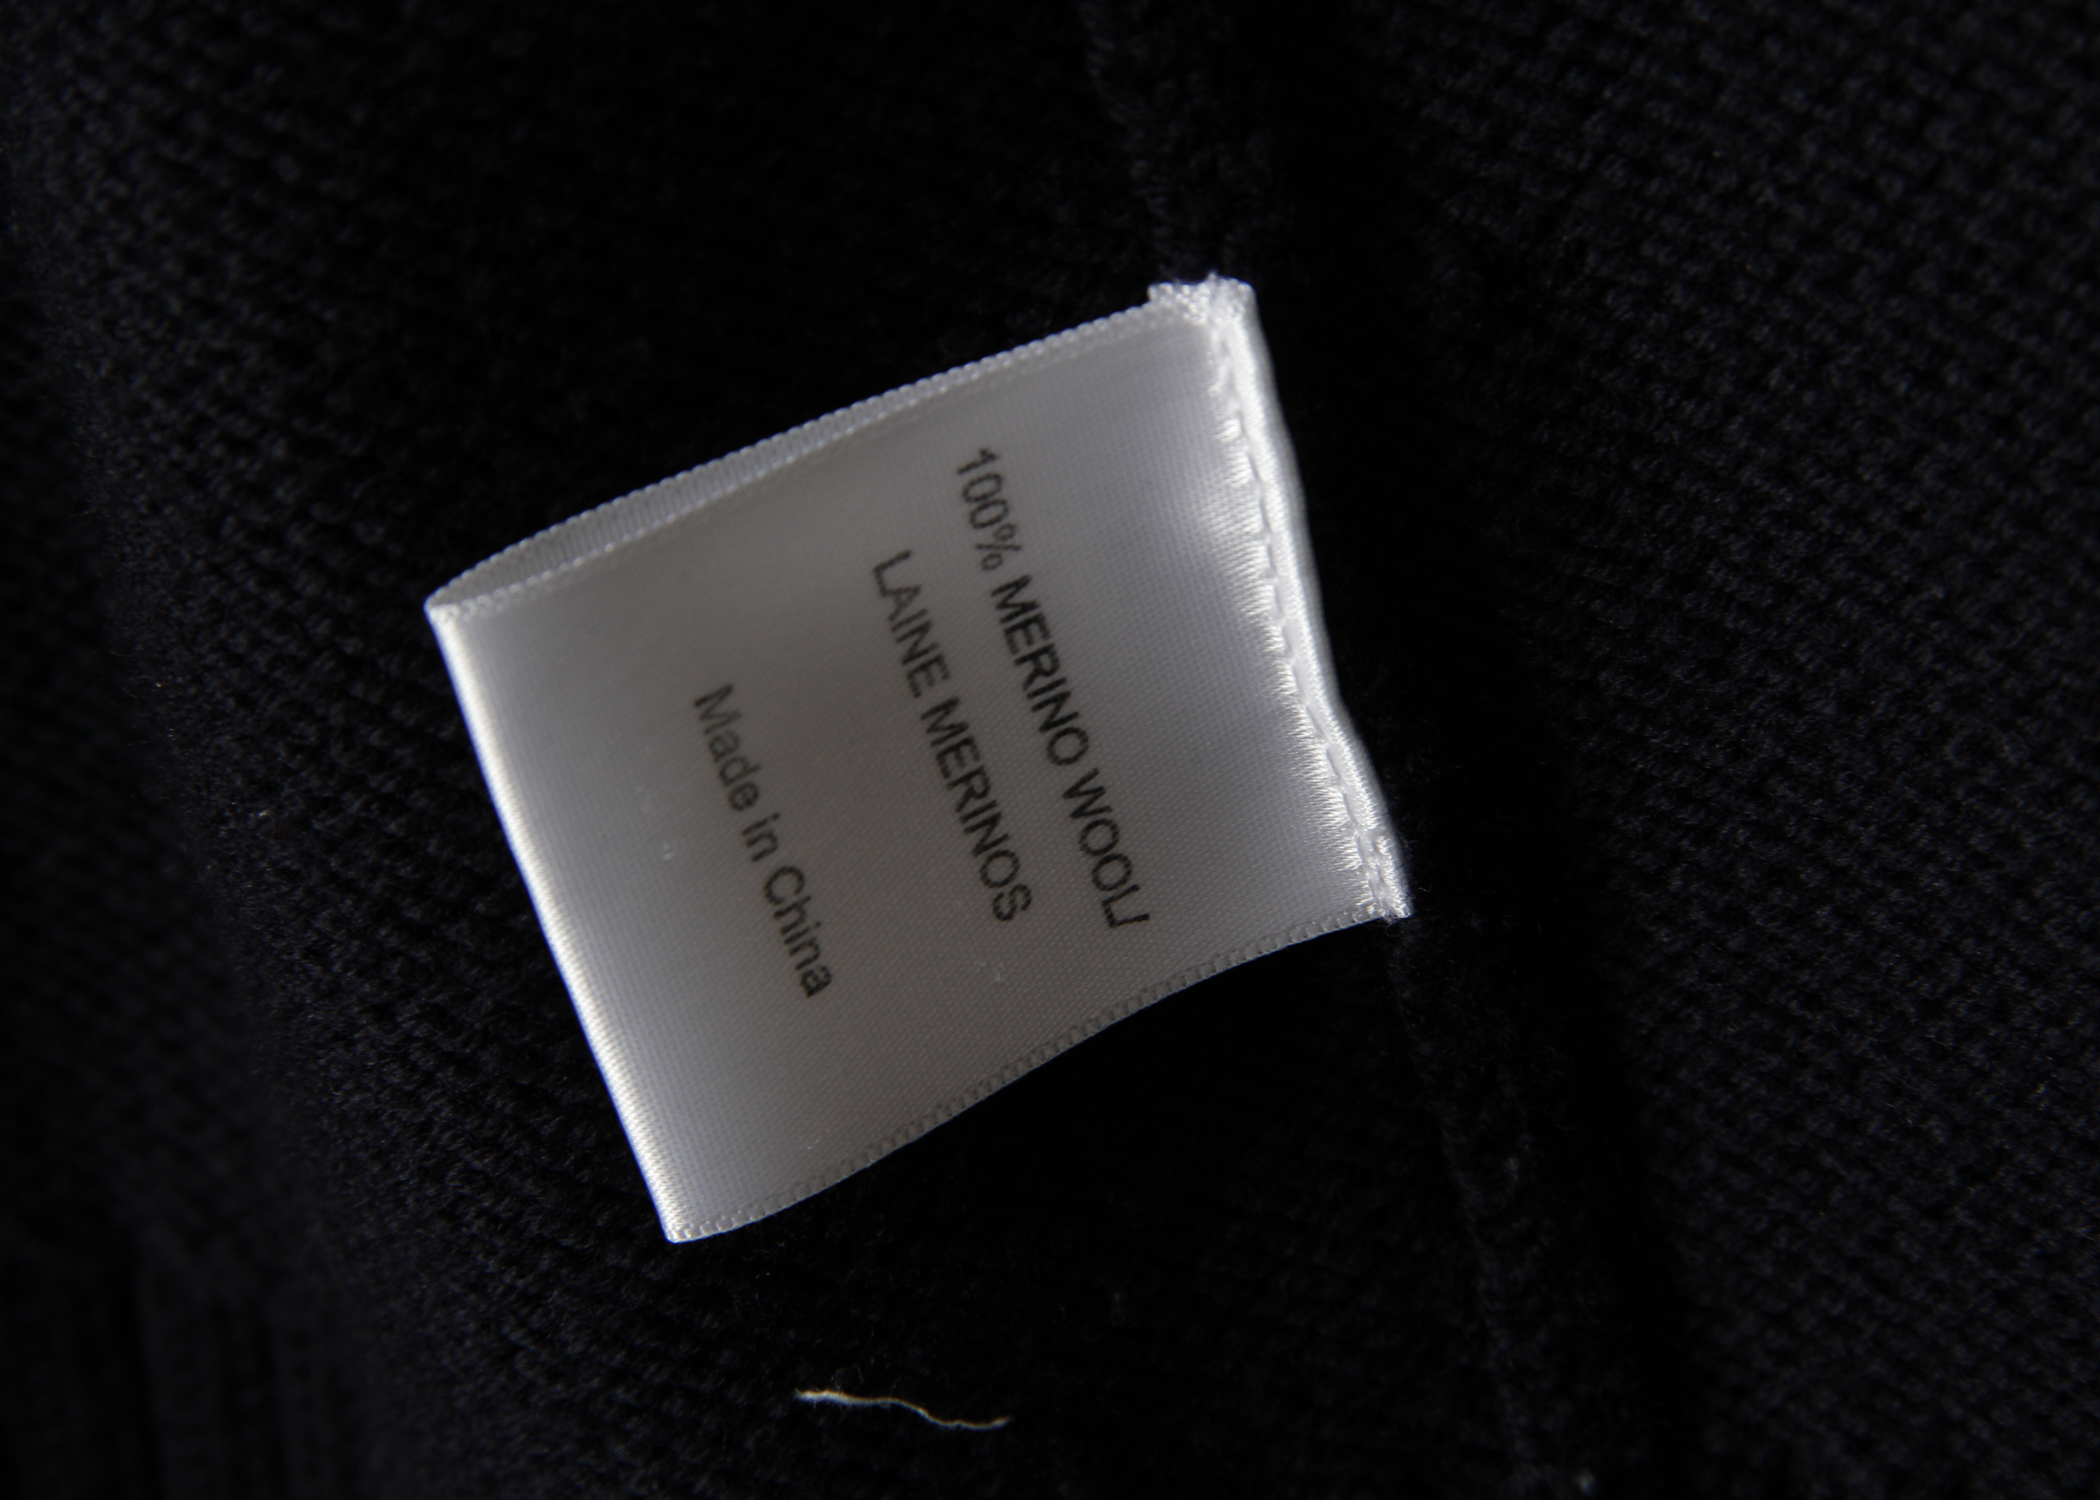 100% MERINO WOOL/
LAINE MERINOS
Made in China